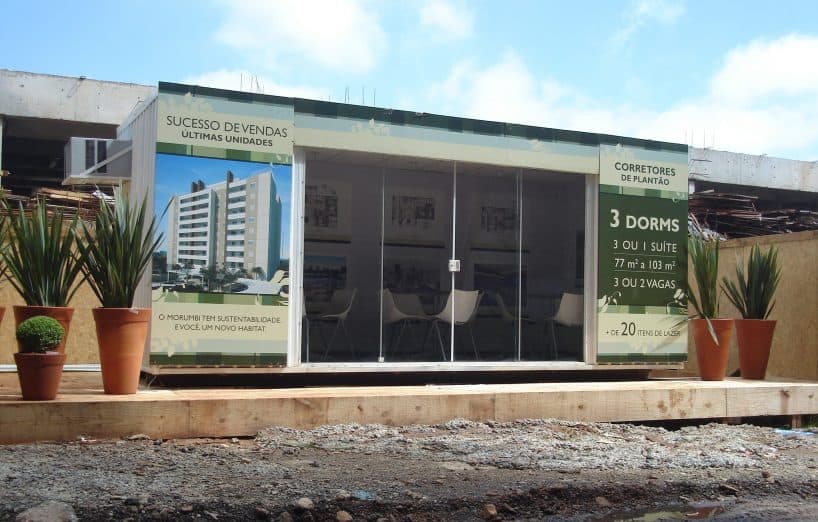 SUCESSO DE VENDAS
ÚLTIMAS UNIDADES
O MORUMBI TEM SUSTENTABILIDADE,
E VOCÊ, UM NOVO HABITAT
CORRETORES
DE PLANTÃO
3 DORMS
3 OU 1 SUÍTE
77 m² a 103 m²
3 OU 2 VAGAS
+ DE 20 ITENS DE LAZER